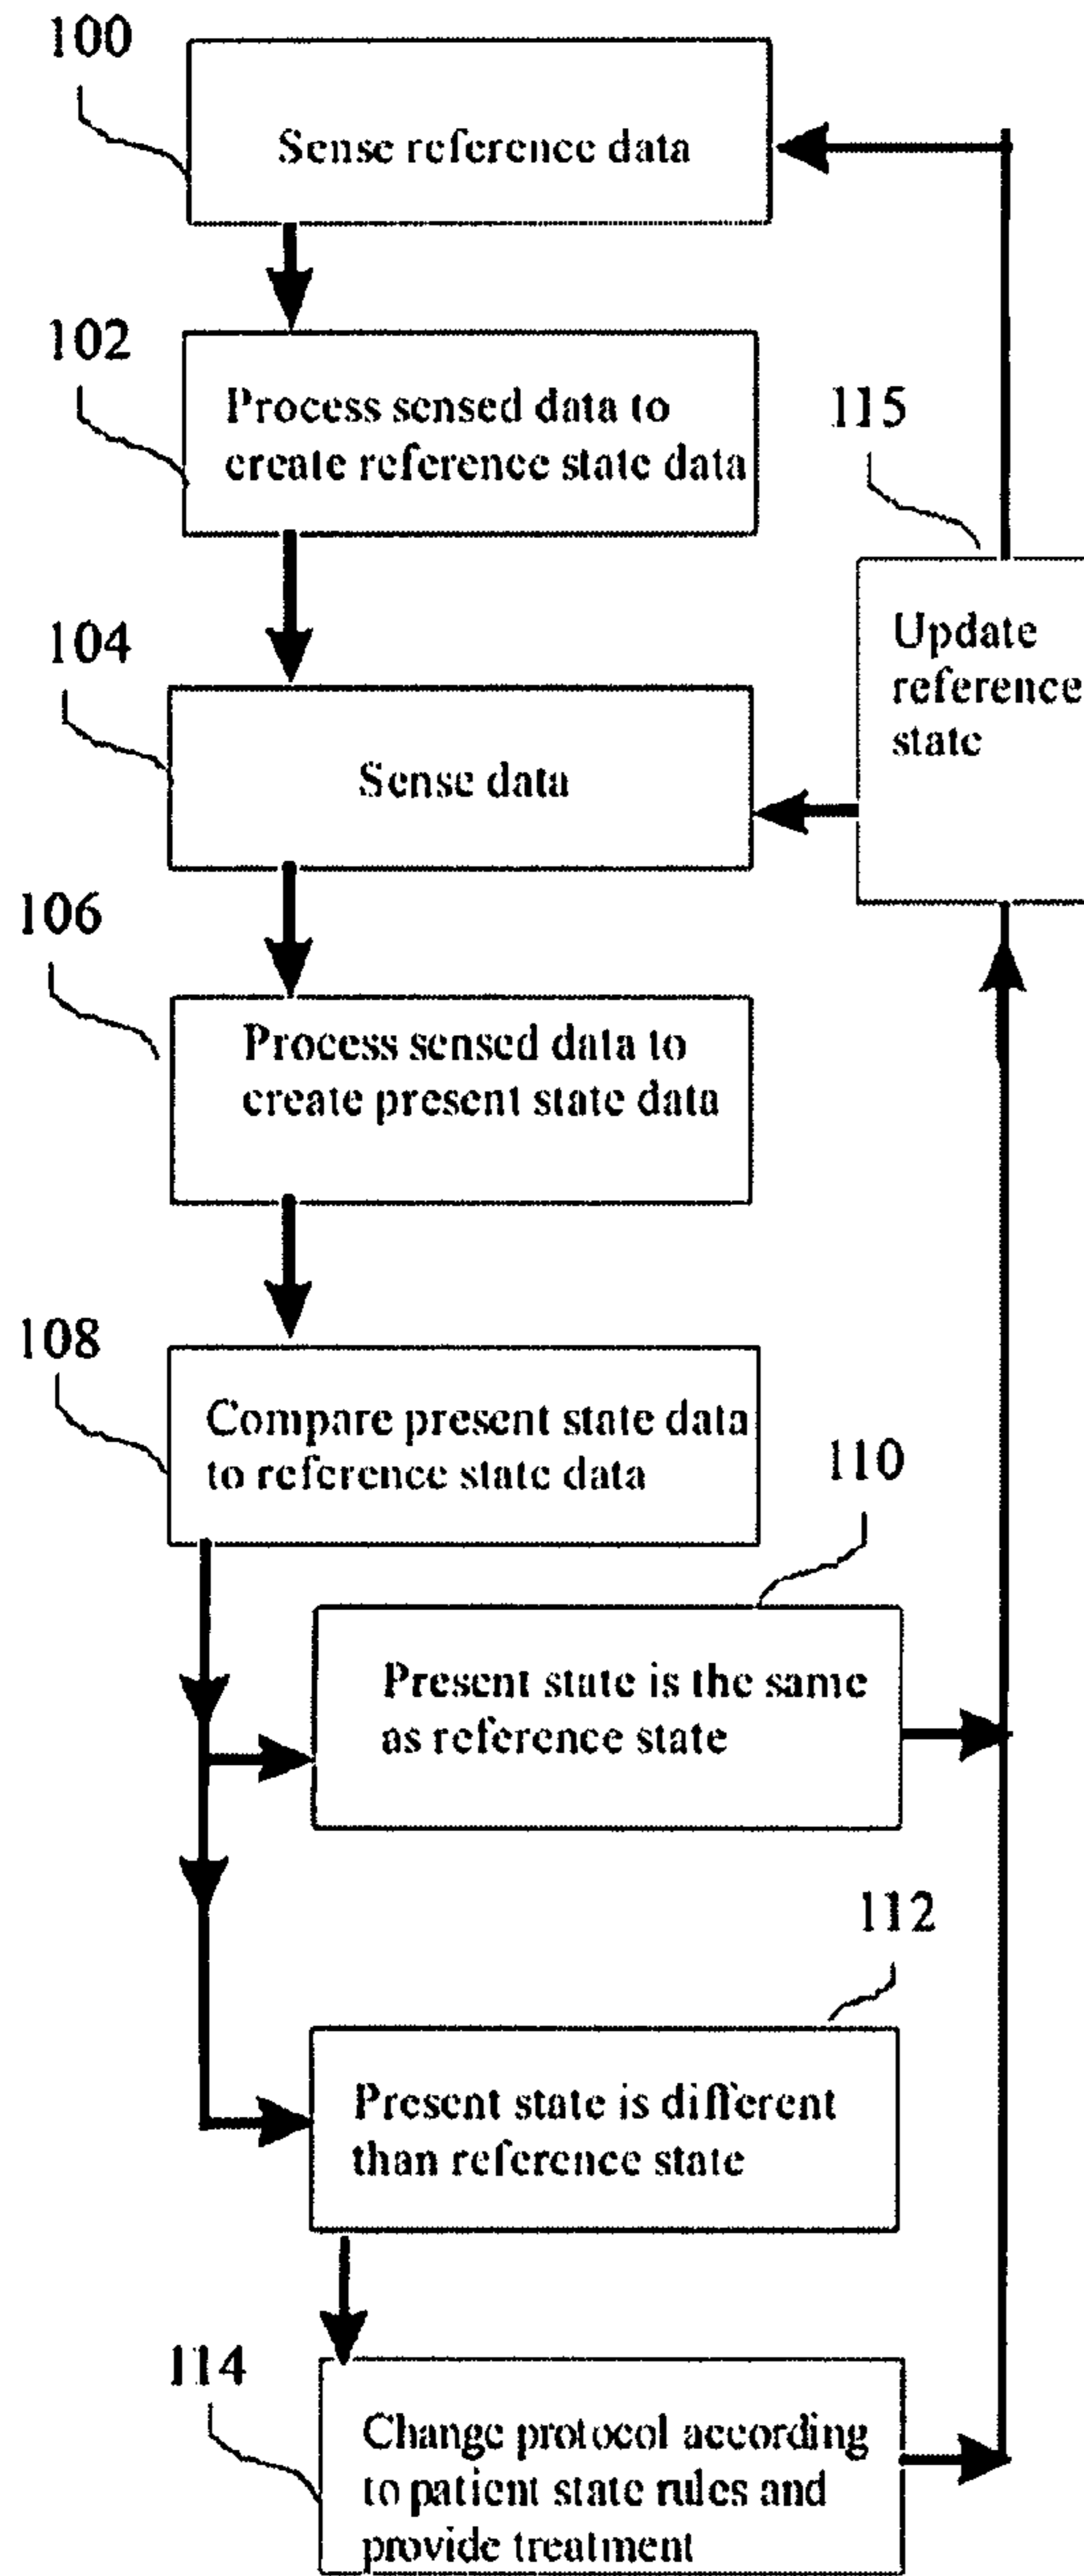 100
Sense reference data
102
Process sensed data to
create reference state data
115
Update
reference
state
104
Sense data
106
Process sensed data to
create present state data
108
Compare present state data
to reference state data
110
Present state is the same
as reference state
112
Present state is different
than reference state
114
Change protocol according
to patient state rules and
provide treatment